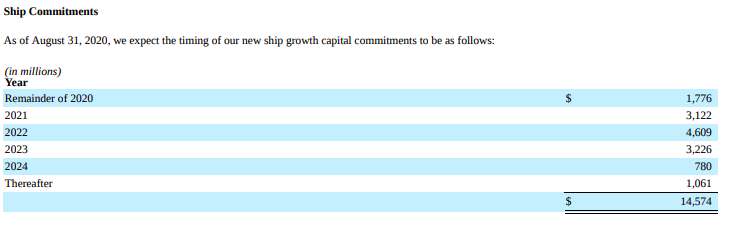 Ship Commitments
As of August 31, 2020, we expect the timing of our new ship growth capital commitments to be as follows:
(in millions)
Year
Remainder of 2020 $ 1,776
2021 3,122
2022 4,609
2023 3,226
2024 780
Thereafter 1,061
$ 14,574